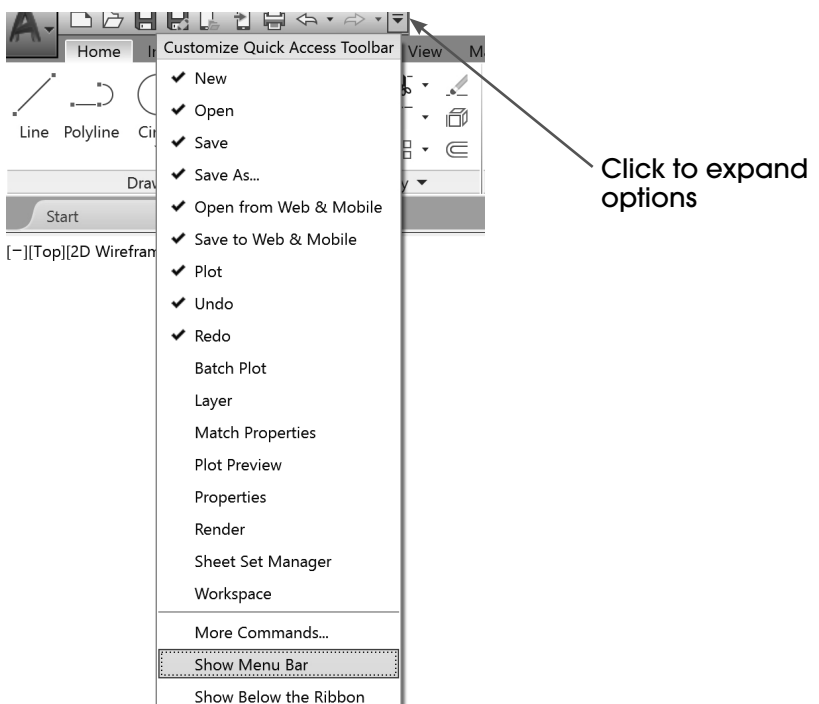 A
Customize Quick Access Toolbar
Home
View
New
Open
Save
Save As...
Open from Web & Mobile
Save to Web & Mobile
Plot
Undo
Redo
Batch Plot
Layer
Match Properties
Plot Preview
Properties
Render
Sheet Set Manager
Workspace
More Commands...
Show Menu Bar
Show Below the Ribbon
Line Polyline
Start
[−][Top][2D
Click to expand
options